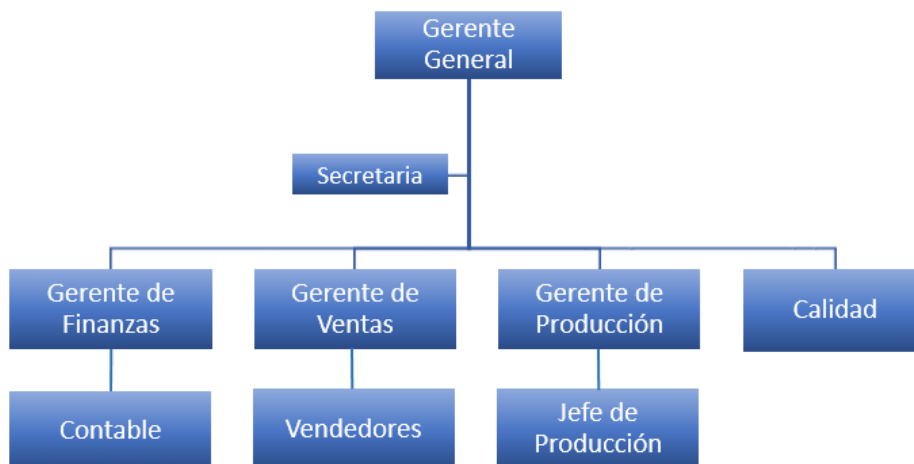 Gerente
General
Secretaria
Gerente de
Finanzas
Gerente de
Ventas
Gerente de
Producción
Calidad
Contable
Vendedores
Jefe de
Producción